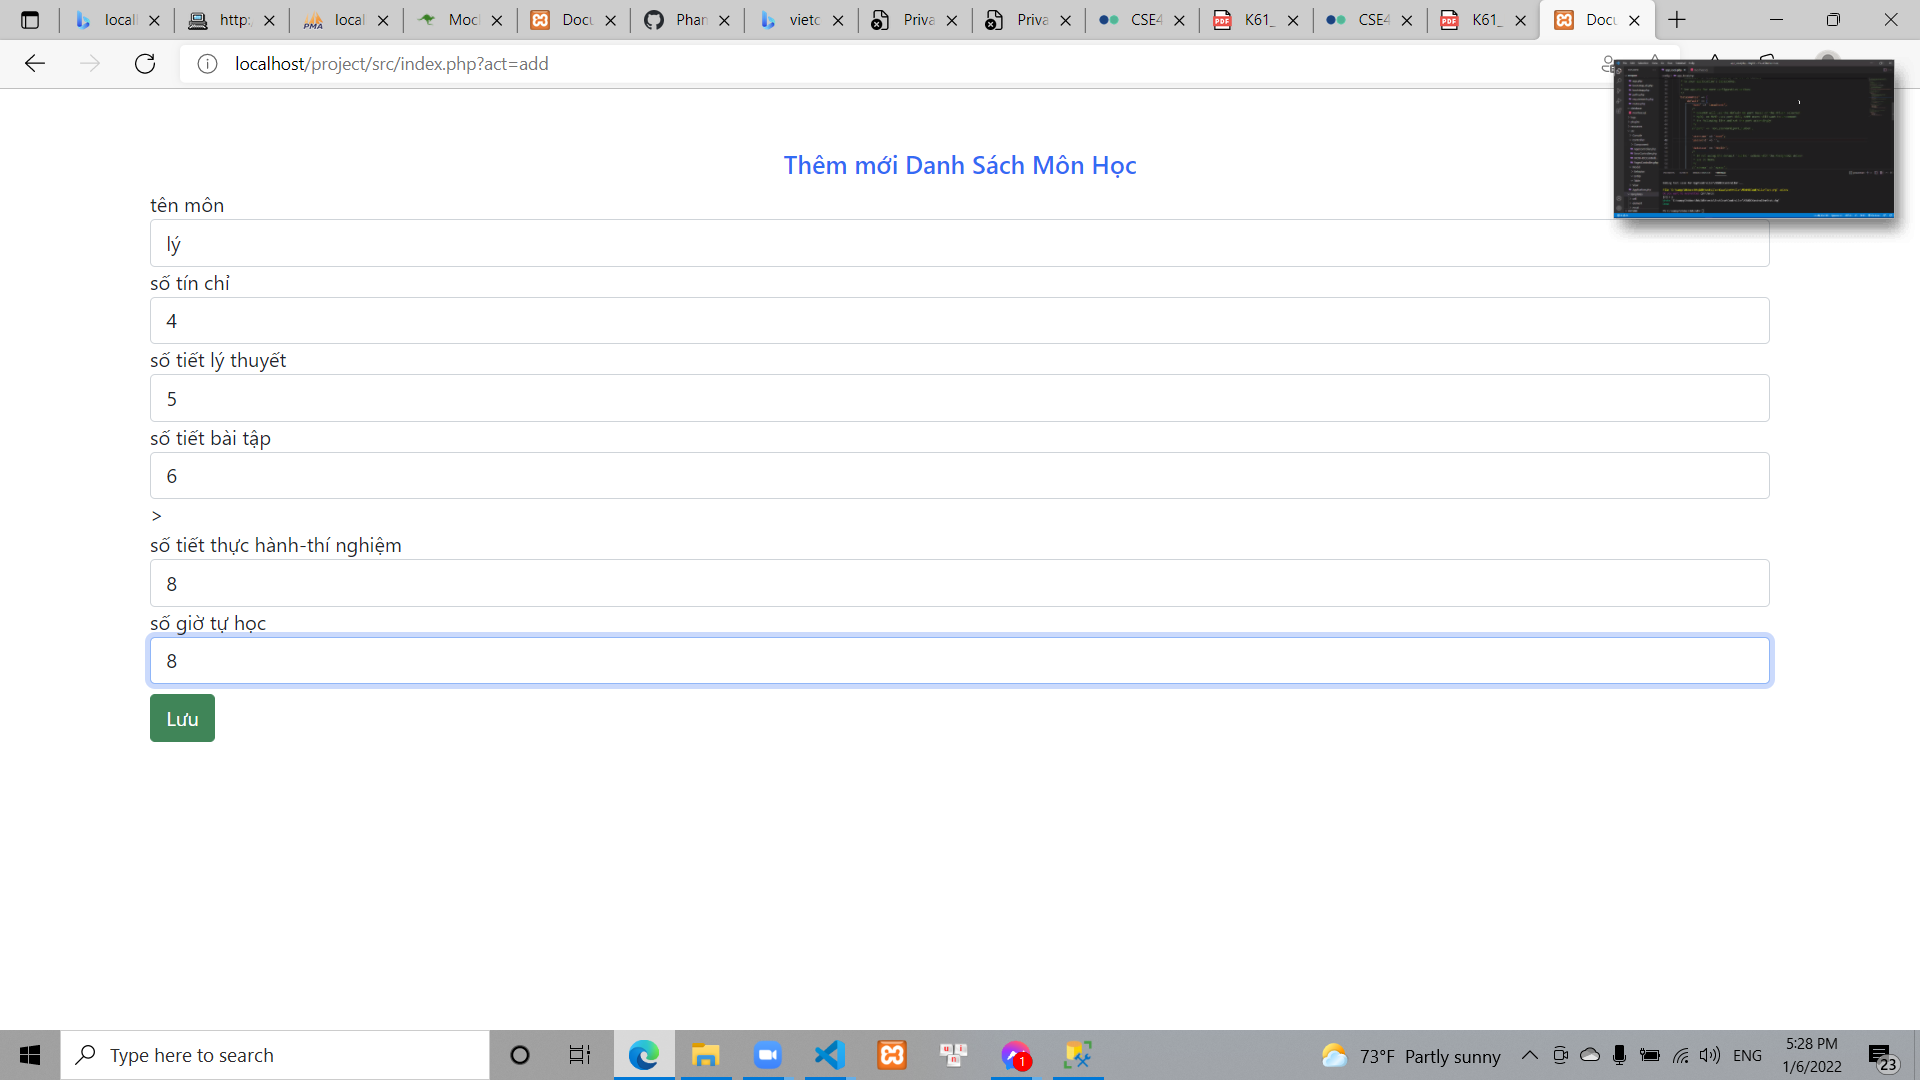 locall
http:/
local
Mocl
Docu
Phan
vietc
Priva
Priva
CSE4
K61_
CSE4
K61_
Docu
localhost/project/src/index.php?act=add
Thêm mới Danh Sách Môn Học
tên môn
lý
số tín chỉ
4
số tiết lý thuyết
5
số tiết bài tập
6
>
số tiết thực hành-thí nghiệm
8
số giờ tự học
8
Lưu
Type here to search
1
73°F Partly sunny
ENG
5:28 PM
1/6/2022
23